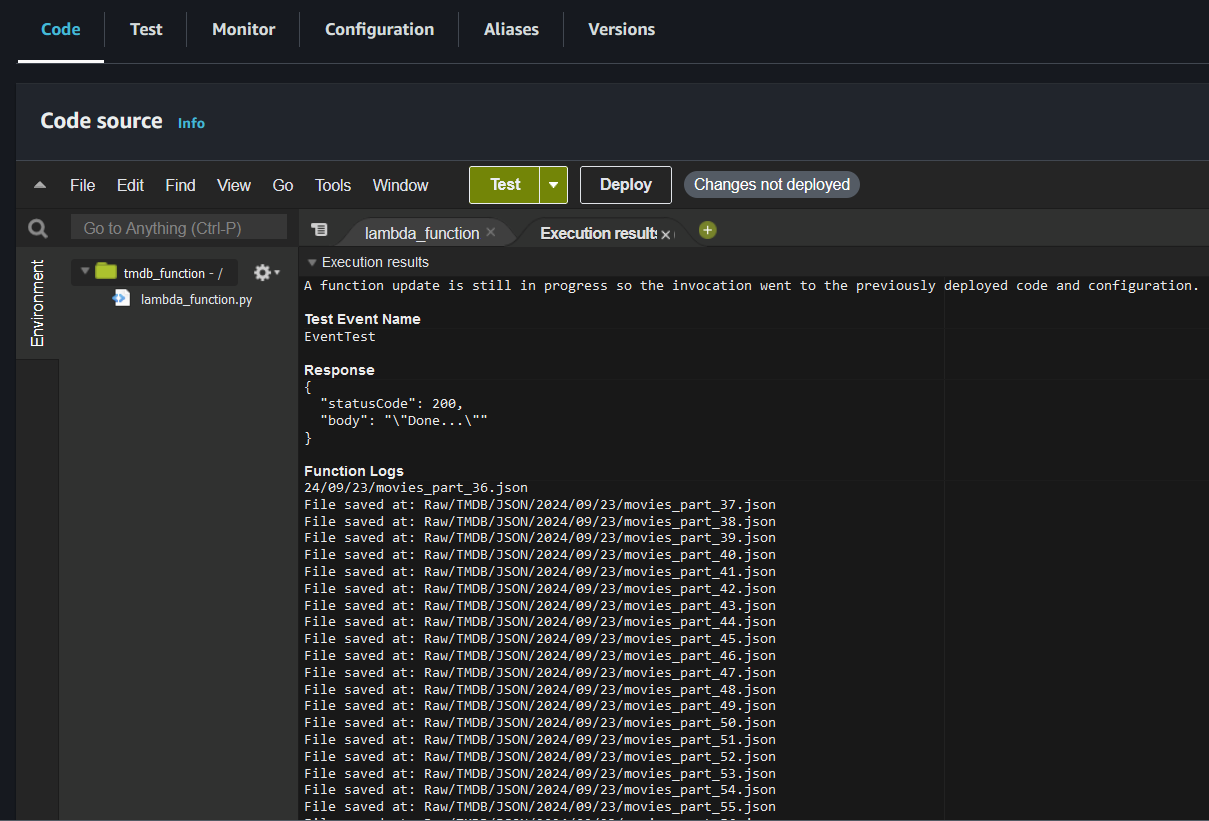 Code Test Monitor Configuration Aliases Versions
Code source Info
File Edit Find View Go Tools Window Test Deploy Changes not deployed
Go to Anything (Ctrl-P)
lambda_function × Execution results ×
Environment
tmdb_function - /
lambda_function.py
Execution results
A function update is still in progress so the invocation went to the previously deployed code and configuration.
Test Event Name
EventTest
Response
{
  "statusCode": 200,
  "body": "\"Done...\""
}
Function Logs
24/09/23/movies_part_36.json
File saved at: Raw/TMDB/JSON/2024/09/23/movies_part_37.json
File saved at: Raw/TMDB/JSON/2024/09/23/movies_part_38.json
File saved at: Raw/TMDB/JSON/2024/09/23/movies_part_39.json
File saved at: Raw/TMDB/JSON/2024/09/23/movies_part_40.json
File saved at: Raw/TMDB/JSON/2024/09/23/movies_part_41.json
File saved at: Raw/TMDB/JSON/2024/09/23/movies_part_42.json
File saved at: Raw/TMDB/JSON/2024/09/23/movies_part_43.json
File saved at: Raw/TMDB/JSON/2024/09/23/movies_part_44.json
File saved at: Raw/TMDB/JSON/2024/09/23/movies_part_45.json
File saved at: Raw/TMDB/JSON/2024/09/23/movies_part_46.json
File saved at: Raw/TMDB/JSON/2024/09/23/movies_part_47.json
File saved at: Raw/TMDB/JSON/2024/09/23/movies_part_48.json
File saved at: Raw/TMDB/JSON/2024/09/23/movies_part_49.json
File saved at: Raw/TMDB/JSON/2024/09/23/movies_part_50.json
File saved at: Raw/TMDB/JSON/2024/09/23/movies_part_51.json
File saved at: Raw/TMDB/JSON/2024/09/23/movies_part_52.json
File saved at: Raw/TMDB/JSON/2024/09/23/movies_part_53.json
File saved at: Raw/TMDB/JSON/2024/09/23/movies_part_54.json
File saved at: Raw/TMDB/JSON/2024/09/23/movies_part_55.json